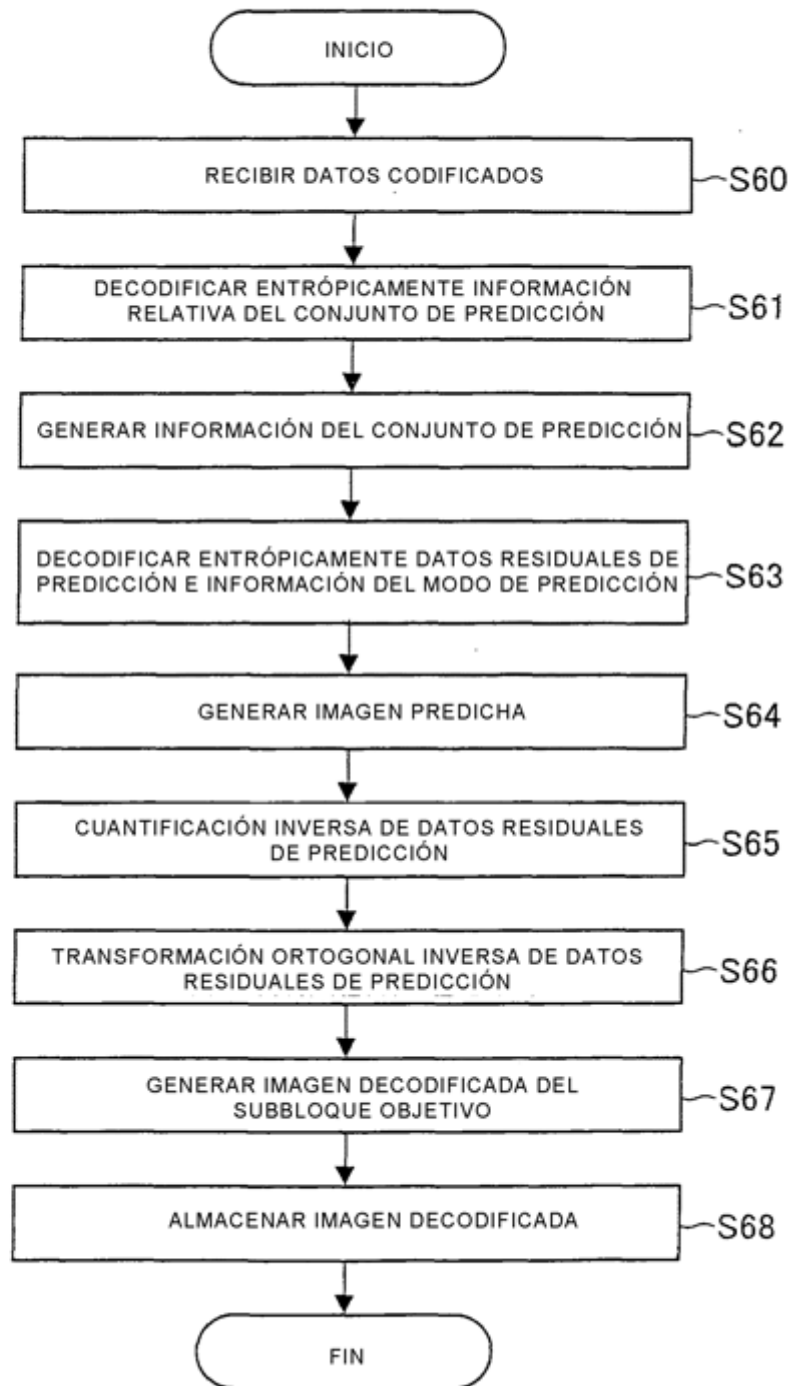 INICIO
RECIBIR DATOS CODIFICADOS
S60
DECODIFICAR ENTRÓPICAMENTE INFORMACIÓN
RELATIVA DEL CONJUNTO DE PREDICCIÓN
S61
GENERAR INFORMACIÓN DEL CONJUNTO DE PREDICCIÓN
S62
DECODIFICAR ENTRÓPICAMENTE DATOS RESIDUALES DE
PREDICCIÓN E INFORMACIÓN DEL MODO DE PREDICCIÓN
S63
GENERAR IMAGEN PREDICHA
S64
CUANTIFICACIÓN INVERSA DE DATOS RESIDUALES
DE PREDICCIÓN
S65
TRANSFORMACIÓN ORTOGONAL INVERSA DE DATOS
RESIDUALES DE PREDICCIÓN
S66
GENERAR IMAGEN DECODIFICADA DEL
SUBBLOQUE OBJETIVO
S67
ALMACENAR IMAGEN DECODIFICADA
S68
FIN